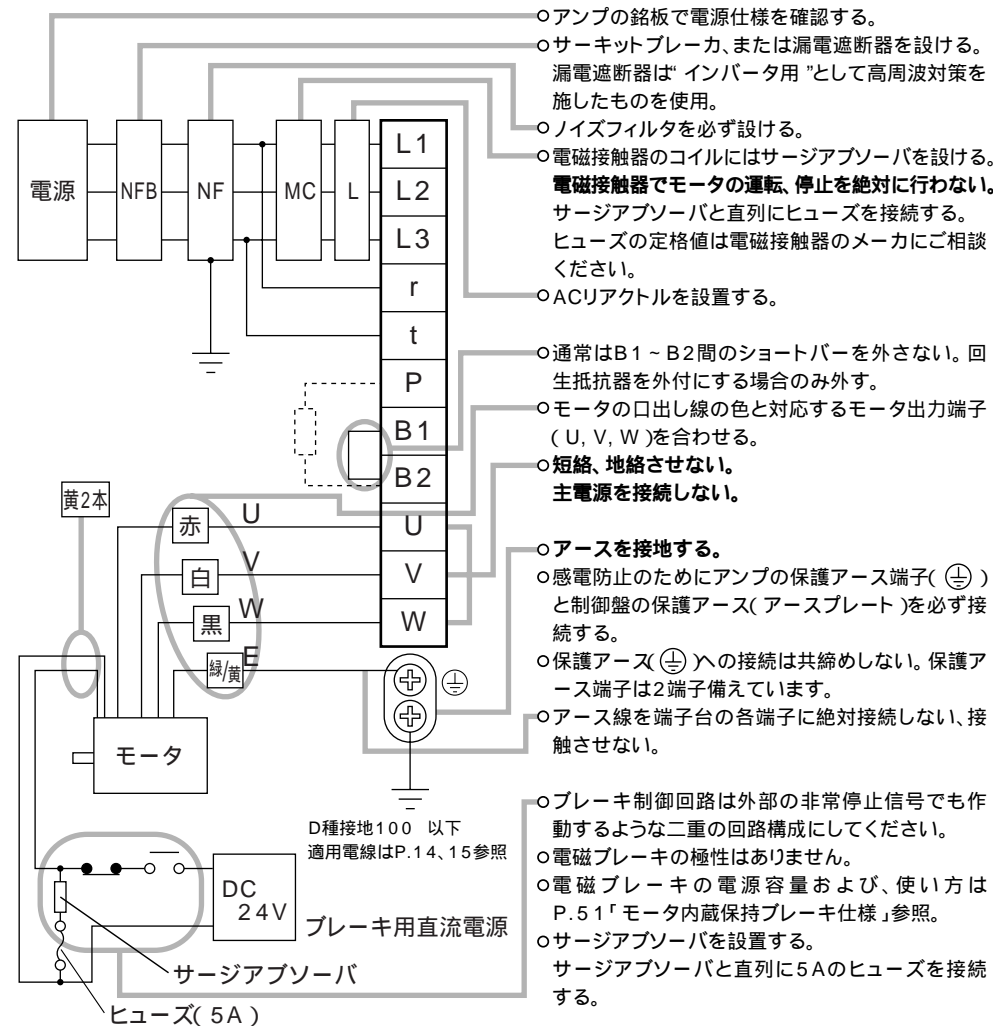 アンプの銘板で電源仕様を確認する。
サーキットブレーカ、または漏電遮断器を設ける。
漏電遮断器は“インバータ用”として高周波対策を
施したものを使用。
ノイズフィルタを必ず設ける。
電磁接触器のコイルにはサージアブソーバを設ける。
電磁接触器でモータの運転、停止を絶対に行わない。
サージアブソーバと直列にヒューズを接続する。
ヒューズの定格値は電磁接触器のメーカにご相談
ください。
ACリアクトルを設置する。
通常はB1~B2間のショートバーを外さない。回
生抵抗器を外付にする場合のみ外す。
モータの口出し線の色と対応するモータ出力端子
(U, V, W)を合わせる。
短絡、地絡させない。
主電源を接続しない。
アースを接地する。
感電防止のためにアンプの保護アース端子( )
と制御盤の保護アース(アースプレート)を必ず接
続する。
保護アース( )への接続は共締めしない。保護ア
ース端子は2端子備えています。
アース線を端子台の各端子に絶対接続しない、接
触させない。
ブレーキ制御回路は外部の非常停止信号でも作
動するような二重の回路構成にしてください。
電磁ブレーキの極性はありません。
電磁ブレーキの電源容量および、使い方は
P.51「モータ内蔵保持ブレーキ仕様」参照。
サージアブソーバを設置する。
サージアブソーバと直列に5Aのヒューズを接続
する。
電源
NFB
NF
MC
L
L1
L2
L3
r
t
P
B1
B2
U
V
W
黄2本
赤
U
白
V
黒
W
緑/黄
E
モータ
D種接地100 以下
適用電線はP.14、15参照
DC
24V
ブレーキ用直流電源
サージアブソーバ
ヒューズ(5A)